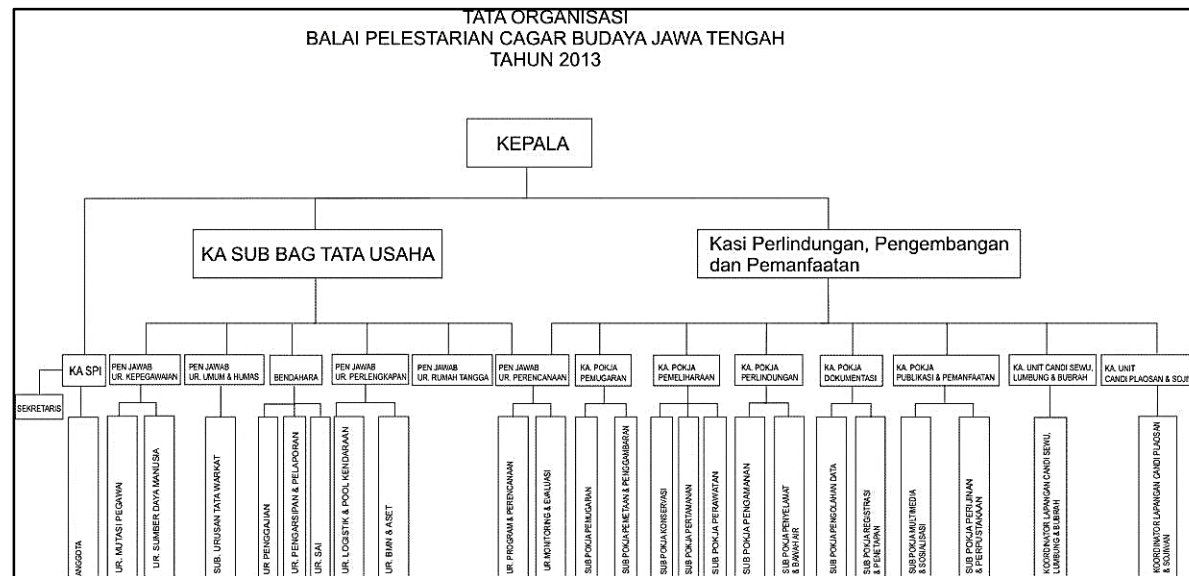 TATA ORGANISASI
BALAI PELESTARIAN CAGAR BUDAYA JAWA TENGAH
TAHUN 2013
KEPALA
KA SUB BAG TATA USAHA
Kasi Perlindungan, Pengembangan
dan Pemanfaatan
KA SPI
PEN JAWAB
UR. KEPEGAWAIAN
PEN JAWAB
UR. UMUM & HUMAS
BENDAHARA
PEN JAWAB
UR. PERLENGKAPAN
PEN JAWAB
UR. RUMAH TANGGA
PEN JAWAB
UR. PERENCANAAN
KA. POKJA
PEMUGARAN
KA. POKJA
PEMELIHARAAN
KA. POKJA
PERLINDUNGAN
KA. POKJA
DOKUMENTASI
KA. POKJA
PUBLIKASI & PEMANFAATAN
KA. UNIT CANDI SEWU,
LUMBUNG & BUBRAH
KA. UNIT
CANDI PLAOSAN & SOJIW
SEKRETARIS
ANGGOTA
UR. MUTASI PEGAWAI
UR. SUMBER DAYA MANUSIA
SUB. URUSAN TATA WARKAT
UR PENGGAJIAN
UR. PENGARSIPAN & PELAPORAN
UR. SAI
UR. LOGISTIK & POOL KENDARAAN
UR. BMN & ASET
UR. PROGRAM & PERENCANAAN
UR MONITORING & EVALUASI
SUB POKJA PEMUGARAN
SUB POKJA PEMETAAN & PENGGAMBARAN
SUB POKJA KONSERVASI
SUB POKJA PERTAMANAN
SUB POKJA PERAWATAN
SUB POKJA PENGAMANAN
SUB POKJA PENYELAMAT
& BAWAH AIR
SUB POKJA PENGOLAHAN DATA
SUB POKJA REGISTRASI
& PENETAPAN
SUB POKJA MULTIMEDIA
& SOSIALISASI
SUB POKJA PERIJINAN
& PERPUSTAKAAN
KOORDINATOR LAPANGAN CANDI SEWU,
LUMBUNG & BUBRAH
KOORDINATOR LAPANGAN CANDI PLAOSAN
& SOJIWAN